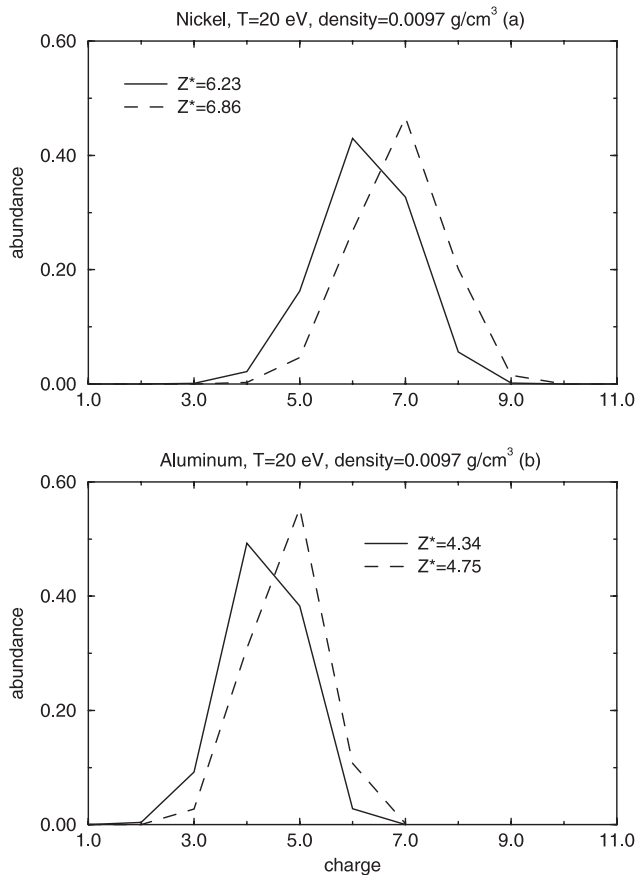 Nickel, T=20 eV, density=0.0097 g/cm³ (a)
0.60
Z*=6.23
Z*=6.86
0.40
abundance
0.20
0.00
1.0 3.0 5.0 7.0 9.0 11.0
Aluminum, T=20 eV, density=0.0097 g/cm³ (b)
0.60
Z*=4.34
Z*=4.75
0.40
abundance
0.20
0.00
1.0 3.0 5.0 7.0 9.0 11.0
charge